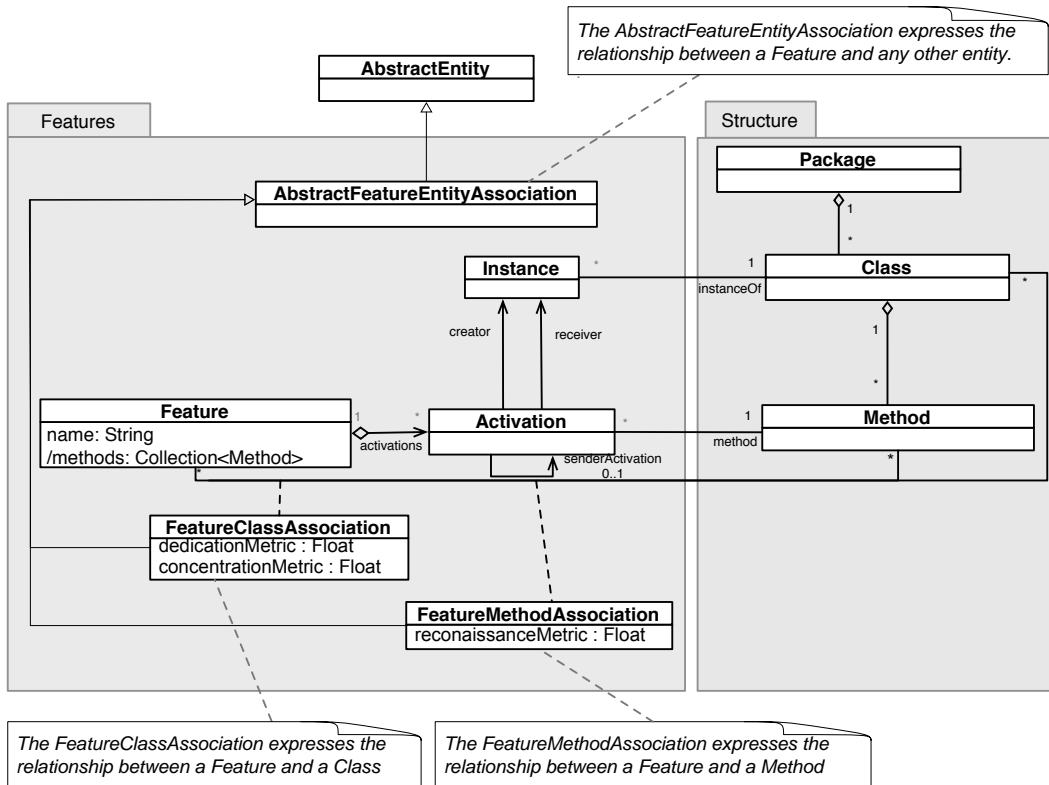 The AbstractFeatureEntityAssociation expresses the
relationship between a Feature and any other entity.
AbstractEntity
Features
Structure
Package
AbstractFeatureEntityAssociation
1
*
Instance
*
1
instanceOf
Class
*
creator
receiver
1
*
Feature
name: String
/methods: Collection<Method>
*
1
activations
*
Activation
*
senderActivation
0..1
1
method
Method
*
FeatureClassAssociation
dedicationMetric : Float
concentrationMetric : Float
FeatureMethodAssociation
reconaissanceMetric : Float
The FeatureClassAssociation expresses the
relationship between a Feature and a Class
The FeatureMethodAssociation expresses the
relationship between a Feature and a Method